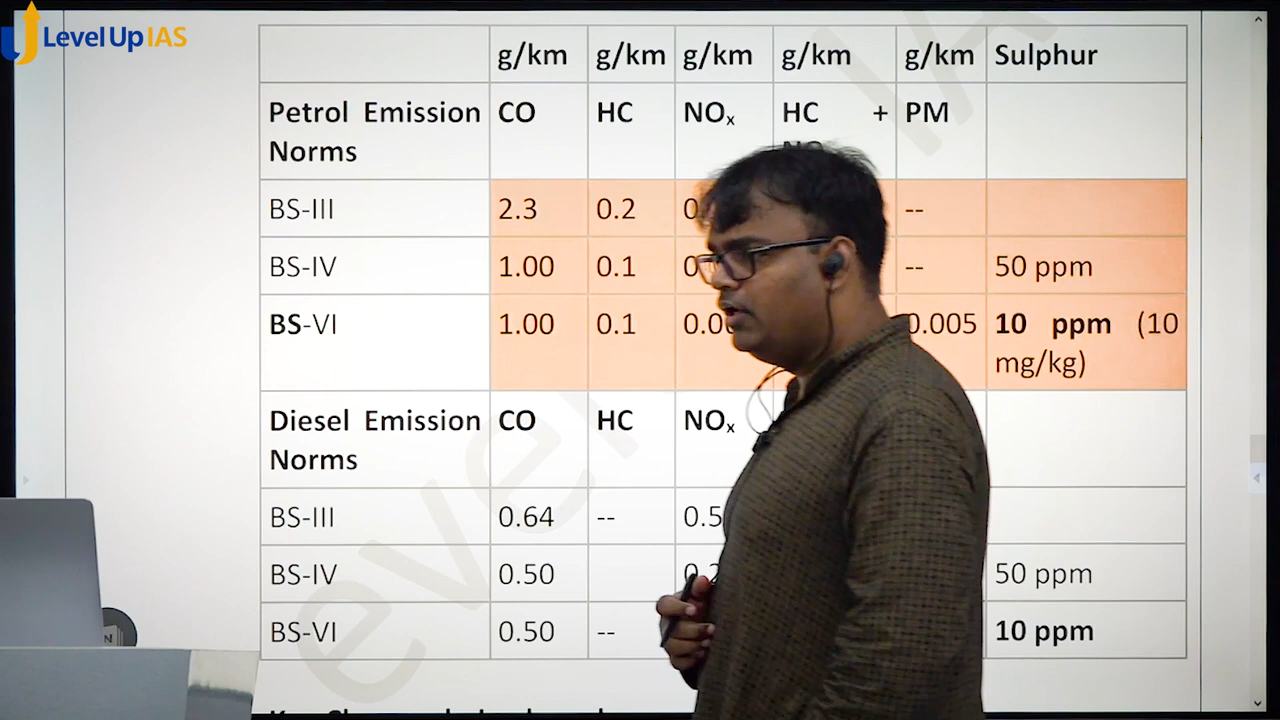 LevelUp IAS
g/km g/km g/km g/km g/km Sulphur
Petrol Emission Norms CO HC NOₓ HC + PM
BS-III 2.3 0.2 --
BS-IV 1.00 0.1 -- 50 ppm
BS-VI 1.00 0.1 0.005 10 ppm (10 mg/kg)
Diesel Emission Norms CO HC NOₓ
BS-III 0.64 -- 0.5
BS-IV 0.50 0.2 50 ppm
BS-VI 0.50 -- 10 ppm